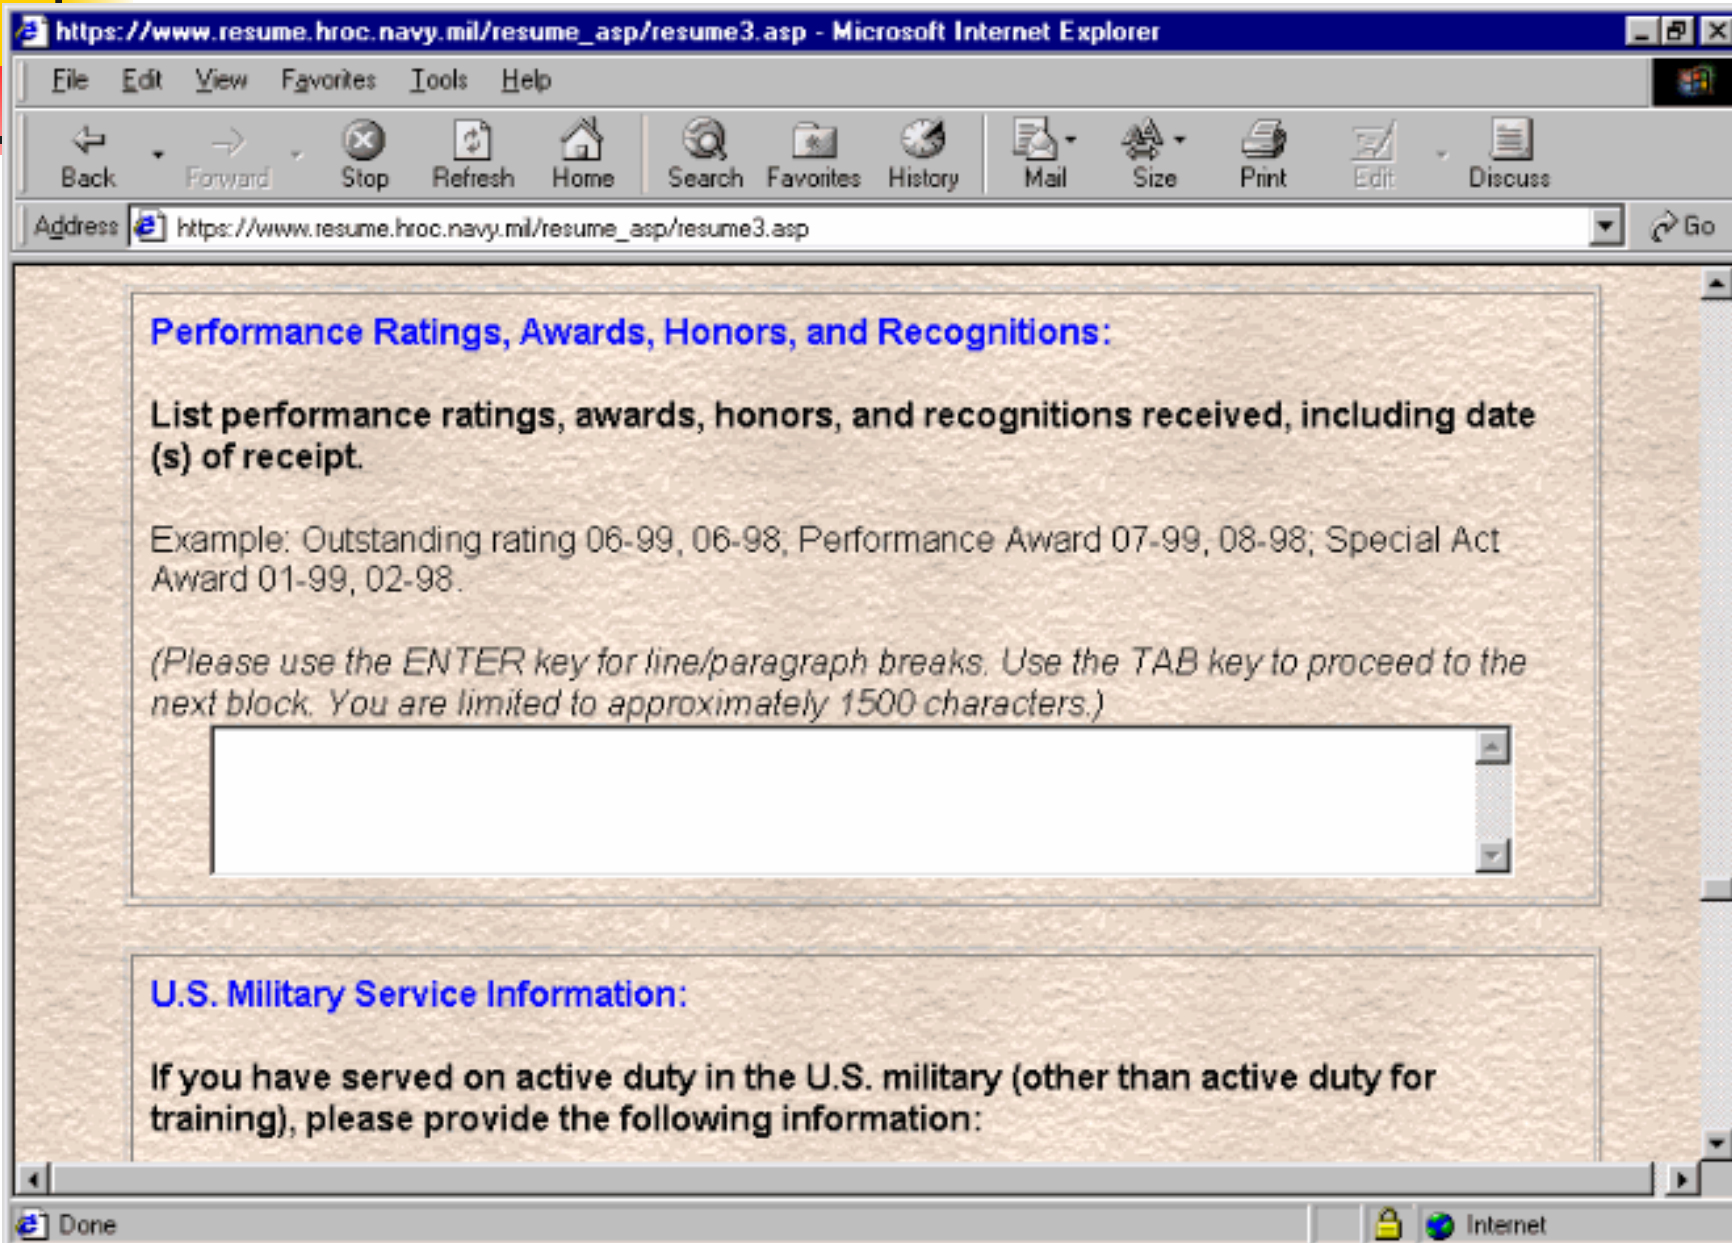 https://www.resume.hroc.navy.mil/resume_asp/resume3.asp - Microsoft Internet Explorer
File Edit View Favorites Tools Help
Back Forward Stop Refresh Home Search Favorites History Mail Size Print Edit Discuss
Address https://www.resume.hroc.navy.mil/resume_asp/resume3.asp Go
Performance Ratings, Awards, Honors, and Recognitions:
List performance ratings, awards, honors, and recognitions received, including date
(s) of receipt.
Example: Outstanding rating 06-99, 06-98; Performance Award 07-99, 08-98; Special Act
Award 01-99, 02-98.
(Please use the ENTER key for line/paragraph breaks. Use the TAB key to proceed to the
next block. You are limited to approximately 1500 characters.)
U.S. Military Service Information:
If you have served on active duty in the U.S. military (other than active duty for
training), please provide the following information:
Done Internet